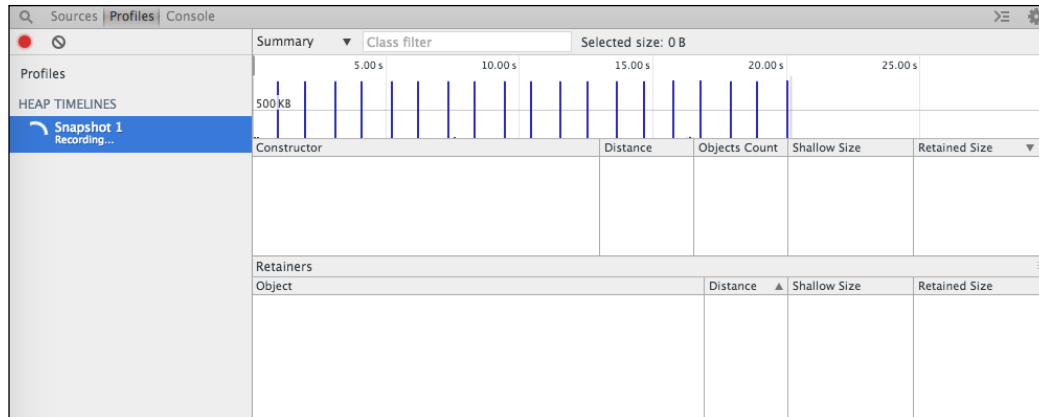 Sources Profiles Console
Summary ▼ Class filter Selected size: 0 B
Profiles
HEAP TIMELINES
Snapshot 1
Recording...
5.00 s 10.00 s 15.00 s 20.00 s 25.00 s
500 KB
Constructor Distance Objects Count Shallow Size Retained Size ▼
Retainers
Object Distance ▲ Shallow Size Retained Size